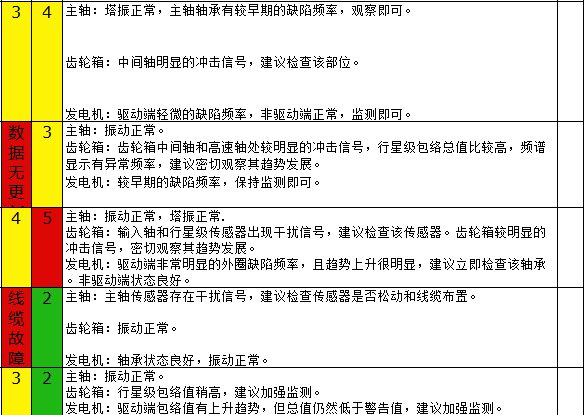 3
4
主轴：塔振正常，主轴轴承有较早期的缺陷频率，观察即可。
齿轮箱：中间轴明显的冲击信号，建议检查该部位。
发电机：驱动端轻微的缺陷频率，非驱动端正常，监测即可。
数
据
无
更
3
主轴：振动正常。
齿轮箱：齿轮箱中间轴和高速轴处较明显的冲击信号，行星级包络总值比较高，频谱
显示有异常频率，建议密切观察其趋势发展。
发电机：较早期的缺陷频率，保持监测即可。
4
5
主轴：振动正常，塔振正常.
齿轮箱：输入轴和行星级传感器出现干扰信号，建议检查该传感器。齿轮箱较明显的
冲击信号，密切观察其趋势发展。
发电机：驱动端非常明显的外圈缺陷频率，且趋势上升很明显，建议立即检查该轴承
。非驱动端状态良好。
线
缆
故
障
2
主轴：主轴传感器存在干扰信号，建议检查传感器是否松动和线缆布置。
齿轮箱：振动正常。
发电机：轴承状态良好，振动正常。
3
2
主轴：振动正常。
齿轮箱：行星级包络值稍高，建议加强监测。
发电机：驱动端包络值有上升趋势，但总值仍然低于警告值，建议加强监测。